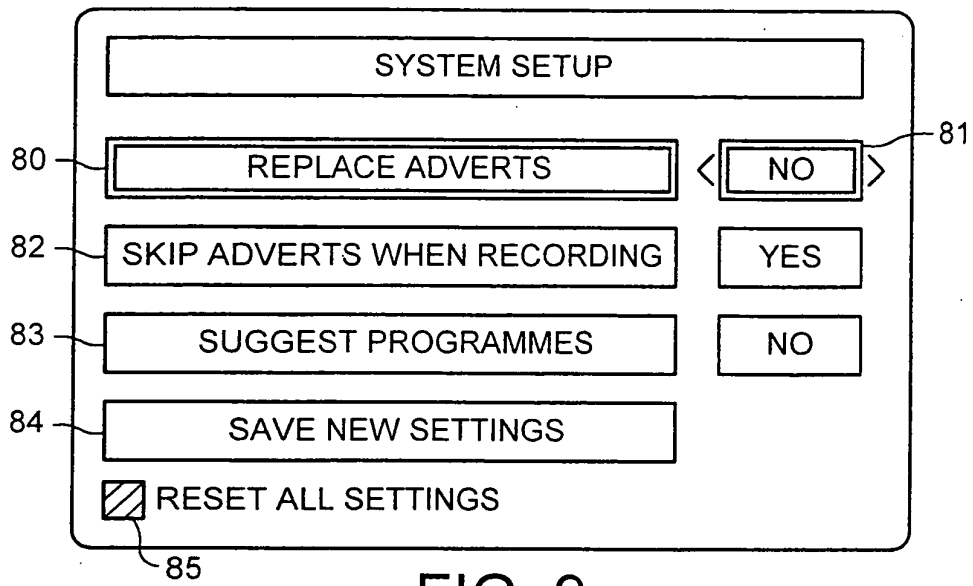 SYSTEM SETUP
80 REPLACE ADVERTS < NO > 81
82 SKIP ADVERTS WHEN RECORDING YES
83 SUGGEST PROGRAMMES NO
84 SAVE NEW SETTINGS
RESET ALL SETTINGS
85
FIG.